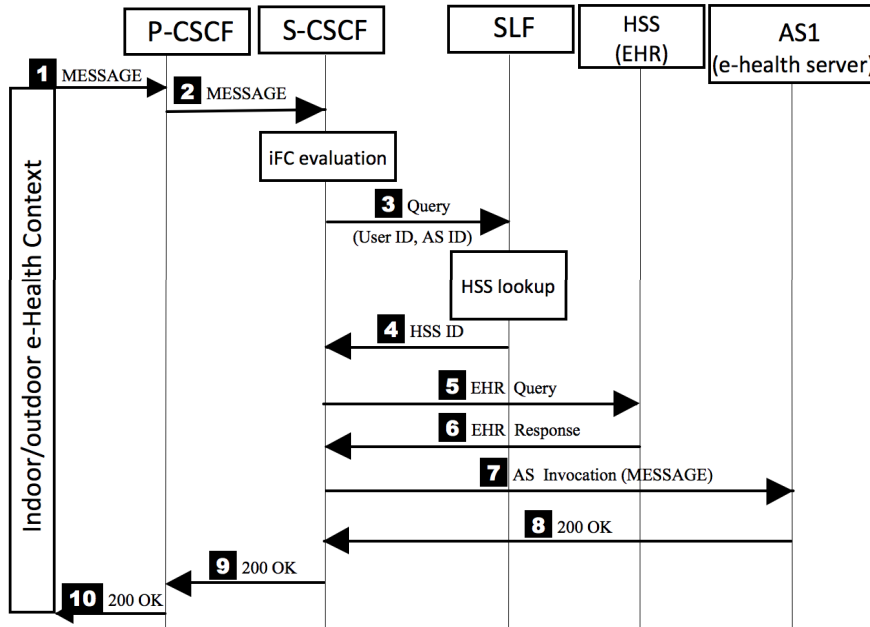 P-CSCF
S-CSCF
SLF
HSS
(EHR)
AS1
(e-health server)
1 MESSAGE
2 MESSAGE
iFC evaluation
3 Query
(User ID, AS ID)
HSS lookup
4 HSS ID
5 EHR Query
6 EHR Response
7 AS Invocation (MESSAGE)
8 200 OK
9 200 OK
10 200 OK
Indoor/outdoor e-Health Context